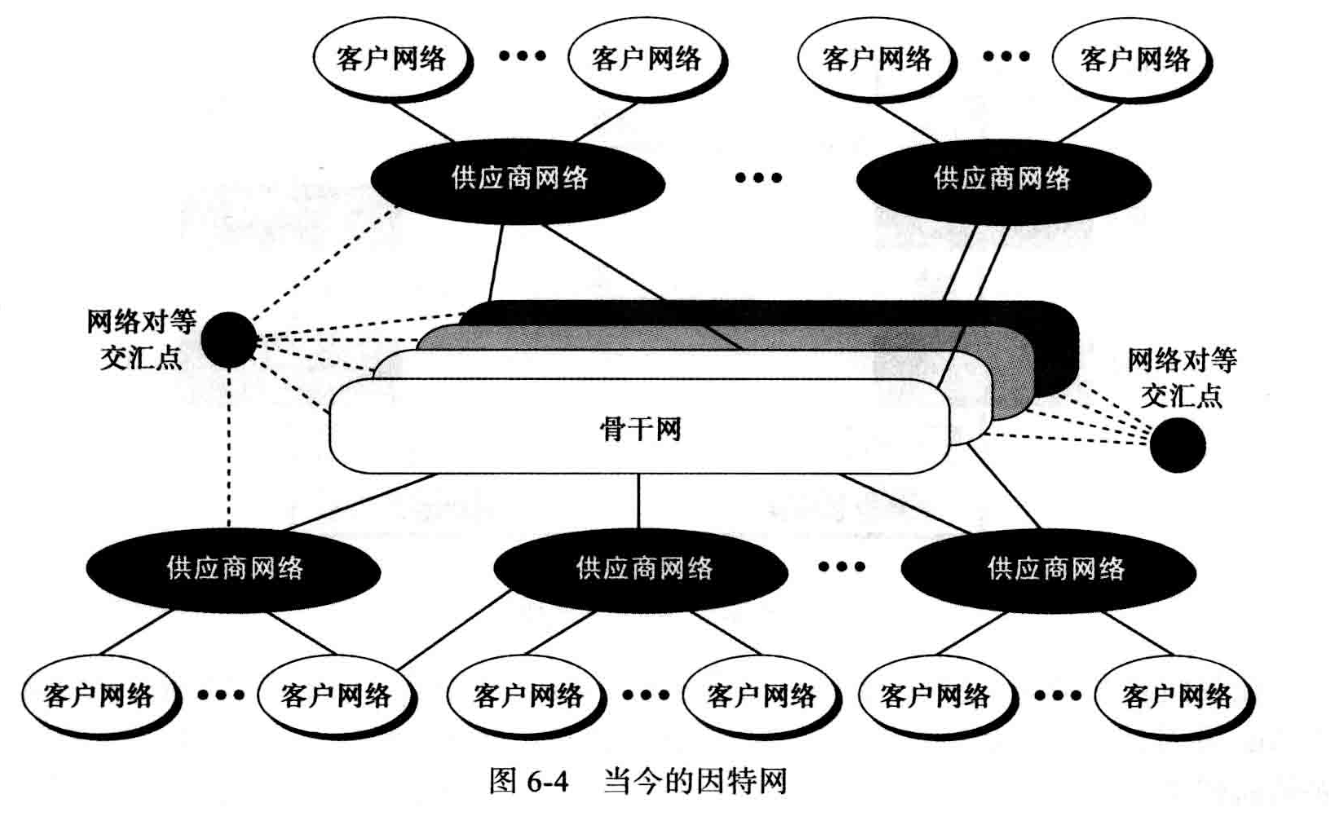 客户网络 ••• 客户网络 客户网络 ••• 客户网络
供应商网络 ••• 供应商网络
网络对等
交汇点
网络对等
交汇点
骨干网
供应商网络 供应商网络 ••• 供应商网络
客户网络 ••• 客户网络 客户网络 ••• 客户网络 客户网络 ••• 客户网络
图 6-4 当今的因特网